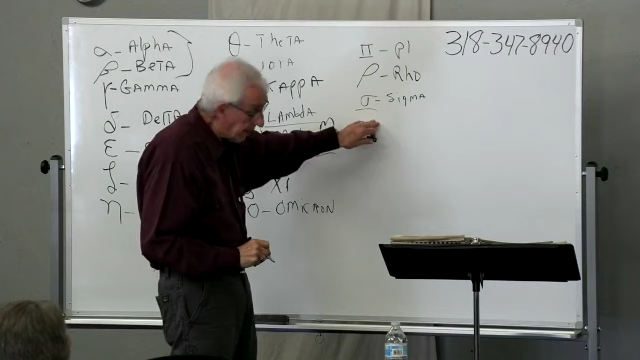 α - Alpha
β - BeTA
γ - GAMMA
δ - DelTA
ε -
ζ -
η -
θ - TheTA
IOTA
KAPPA
LAMbdA
XI
O - OMICRON
π - PI
ρ - Rho
σ - SigMA
318-347-8940